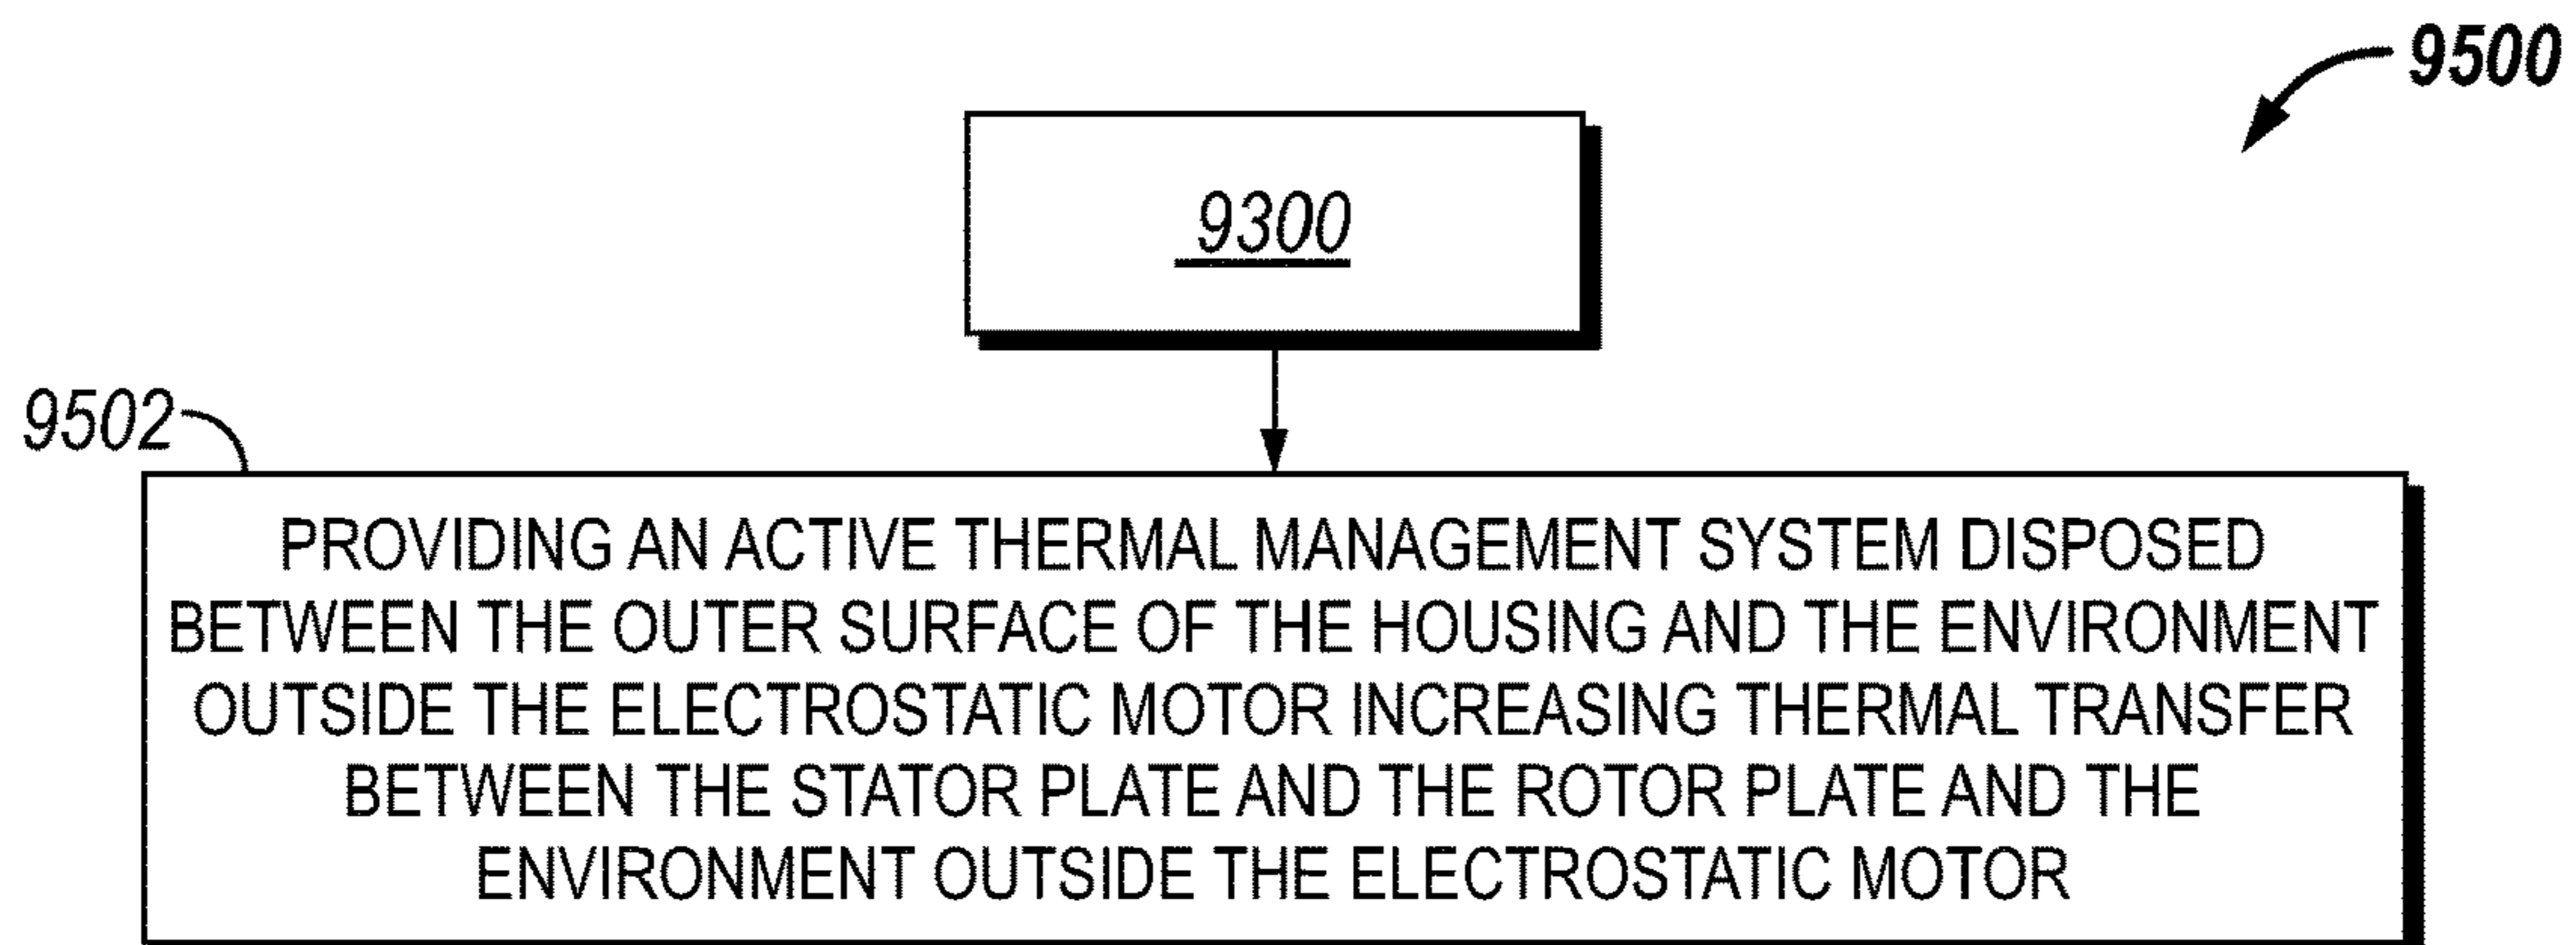 9500
9300
9502
PROVIDING AN ACTIVE THERMAL MANAGEMENT SYSTEM DISPOSED
BETWEEN THE OUTER SURFACE OF THE HOUSING AND THE ENVIRONMENT
OUTSIDE THE ELECTROSTATIC MOTOR INCREASING THERMAL TRANSFER
BETWEEN THE STATOR PLATE AND THE ROTOR PLATE AND THE
ENVIRONMENT OUTSIDE THE ELECTROSTATIC MOTOR